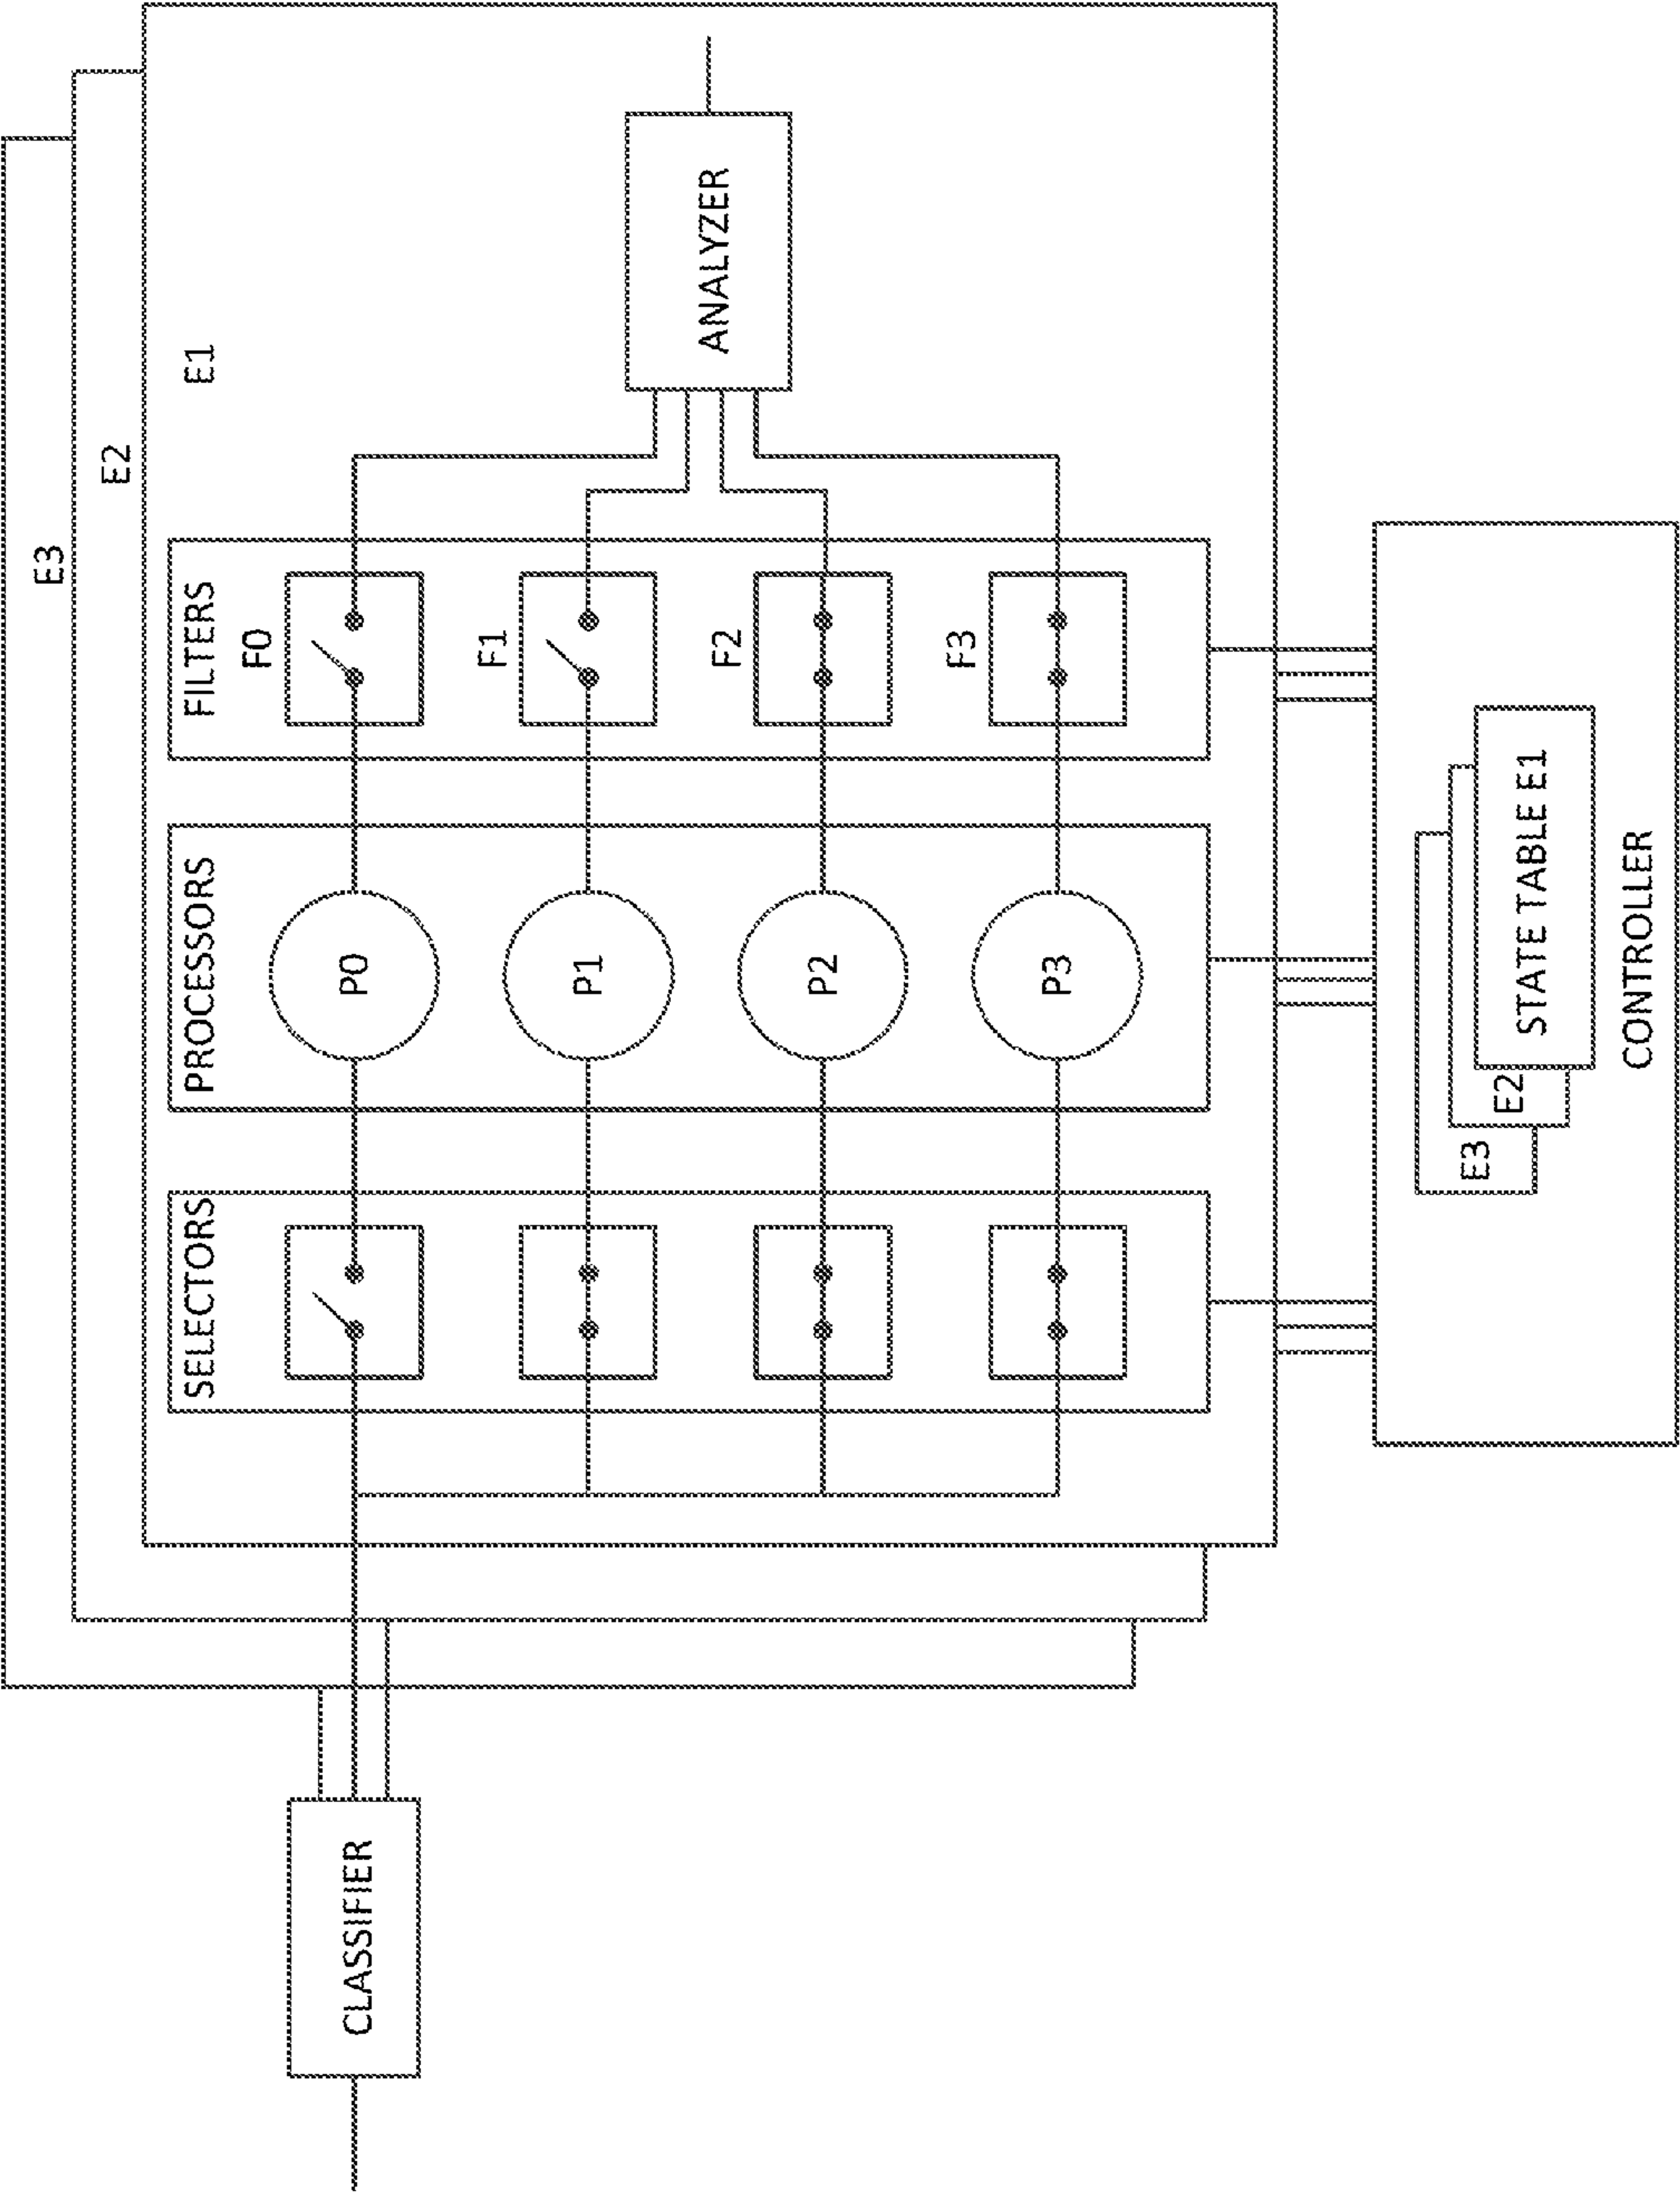 E3
E2
E1
CLASSIFIER
SELECTORS
PROCESSORS
FILTERS
P0
F0
P1
F1
P2
F2
P3
F3
ANALYZER
E3
E2
STATE TABLE E1
CONTROLLER